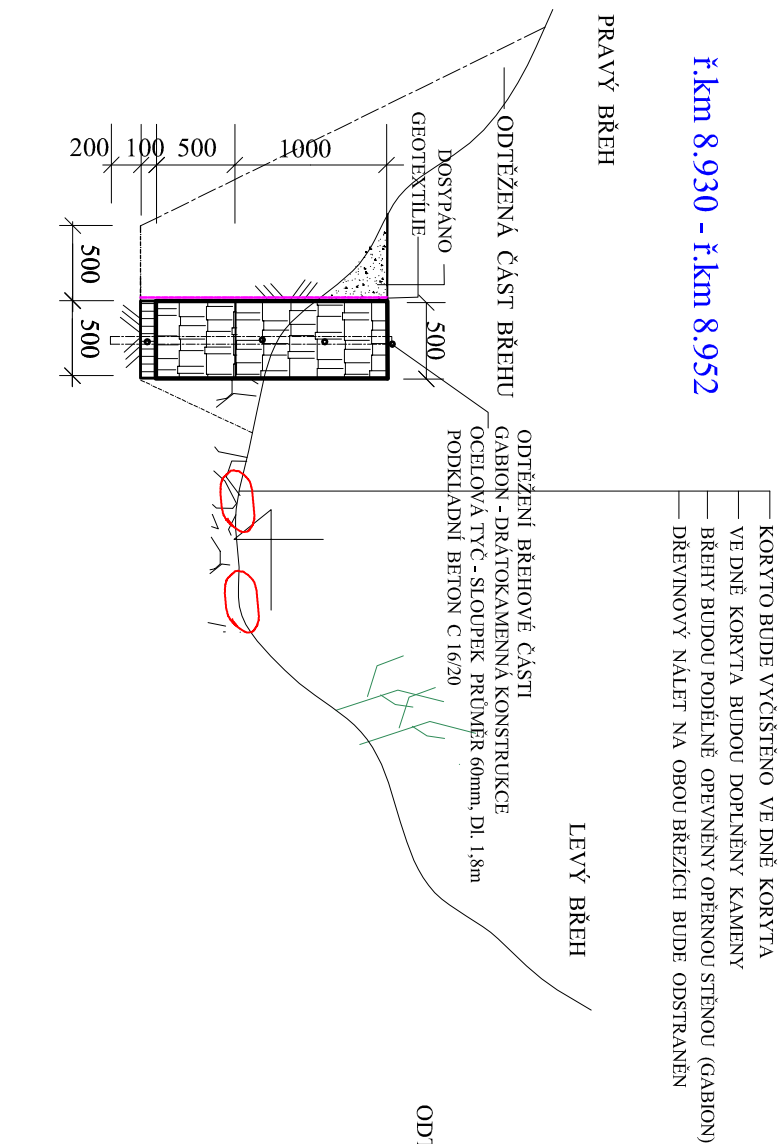 ř.km 8.930 - ř.km 8.952
KORYTO BUDE VYČIŠTĚNO VE DNĚ KORYTA
VE DNĚ KORYTA BUDOU DOPLNĚNY KAMENY
BŘEHY BUDOU PODÉLNĚ OPEVNĚNY OPĚRNOU STĚNOU (GABION)
DŘEVINOVÝ NÁLET NA OBOU BŘEZÍCH BUDE ODSTRANĚN
PRAVÝ BŘEH
LEVÝ BŘEH
ODTĚŽENÁ ČÁST BŘEHU
DOSYPÁNO
GEOTEXTÍLIE
ODTĚŽENÍ BŘEHOVÉ ČÁSTI
GABION - DRÁTOKAMENNÁ KONSTRUKCE
OCELOVÁ TYČ - SLOUPEK PRŮMĚR 60mm, Dl. 1,8m
PODKLADNÍ BETON C 16/20
500
1000
500
100
200
500
500